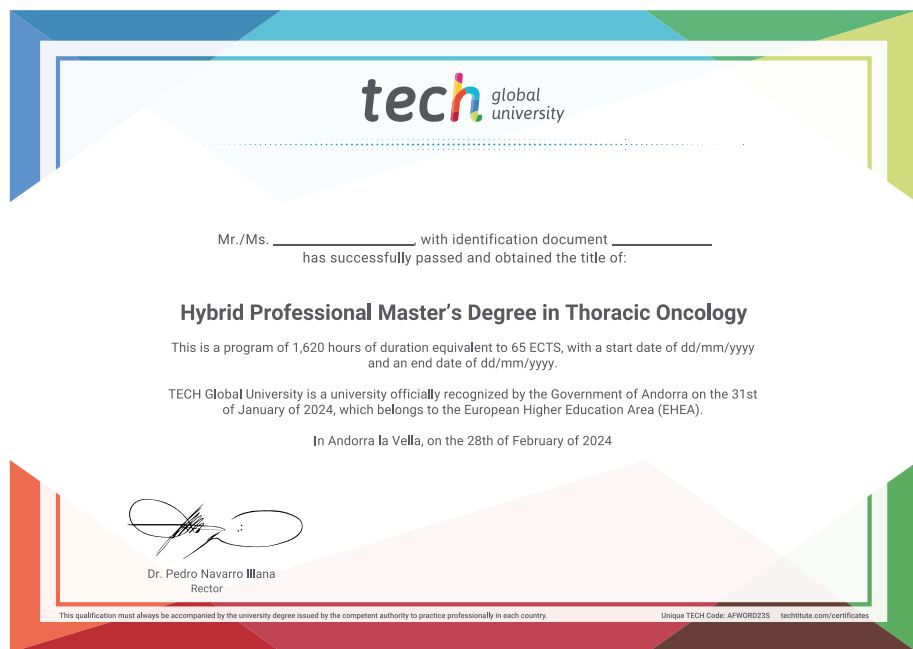 tech global university
Mr./Ms. ________________, with identification document ____________
has successfully passed and obtained the title of:
Hybrid Professional Master’s Degree in Thoracic Oncology
This is a program of 1,620 hours of duration equivalent to 65 ECTS, with a start date of dd/mm/yyyy
and an end date of dd/mm/yyyy.
TECH Global University is a university officially recognized by the Government of Andorra on the 31st
of January of 2024, which belongs to the European Higher Education Area (EHEA).
In Andorra la Vella, on the 28th of February of 2024
Dr. Pedro Navarro Illana
Rector
This qualification must always be accompanied by the university degree issued by the competent authority to practice professionally in each country.
Unique TECH Code: AFWORD23S techtitute.com/certificates